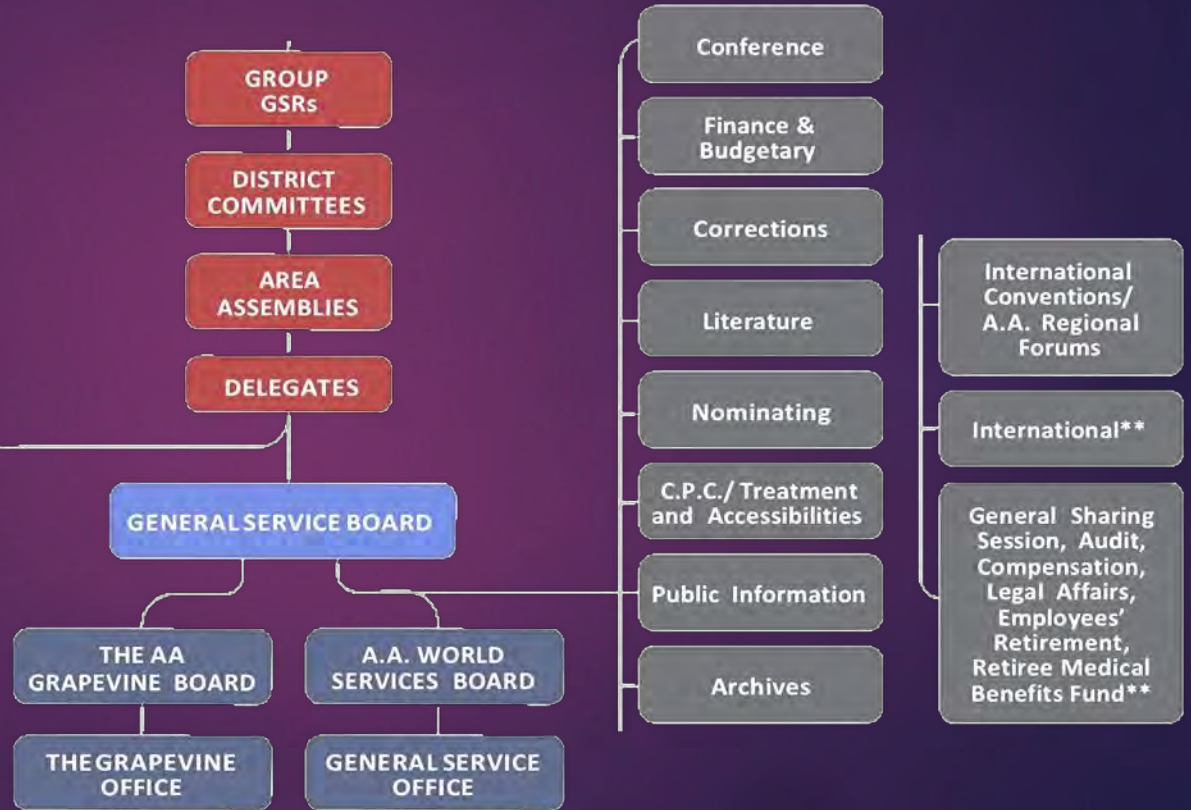 GROUP
GSRs
DISTRICT
COMMITTEES
AREA
ASSEMBLIES
DELEGATES
GENERAL SERVICE BOARD
THE AA
GRAPEVINE BOARD
A.A. WORLD
SERVICES BOARD
THE GRAPEVINE
OFFICE
GENERAL SERVICE
OFFICE
Conference
Finance &
Budgetary
Corrections
Literature
Nominating
C.P.C./ Treatment
and Accessibilities
Public Information
Archives
International
Conventions/
A.A. Regional
Forums
International**
General Sharing
Session, Audit,
Compensation,
Legal Affairs,
Employees'
Retirement,
Retiree Medical
Benefits Fund**